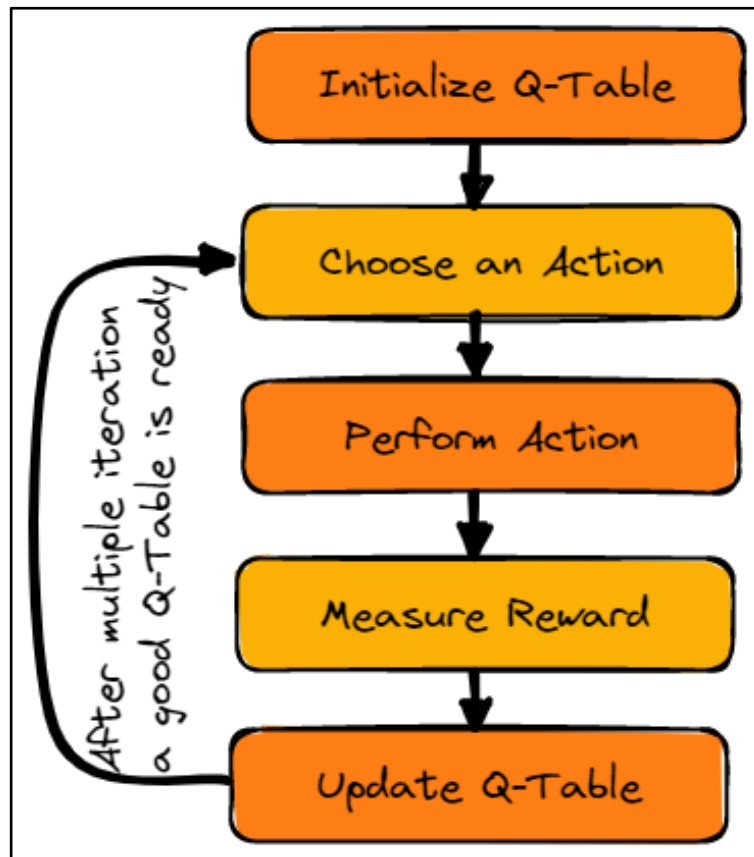 Initialize Q-Table
Choose an Action
Perform Action
Measure Reward
Update Q-Table
After multiple iteration
a good Q-Table is ready